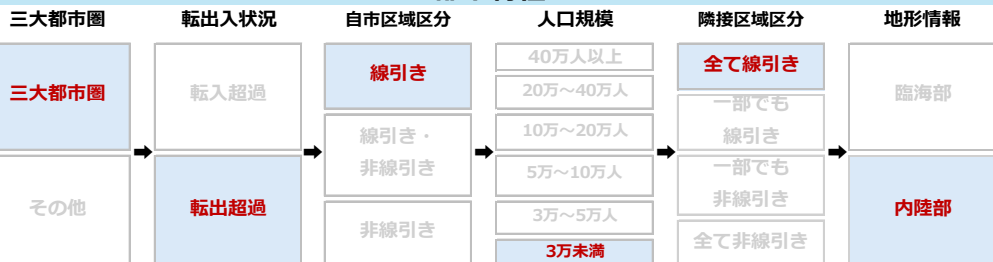 三大都市圏
転出入状況
自市区域区分
人口規模
隣接区域区分
地形情報
三大都市圏
その他
転入超過
転出超過
線引き
線引き・
非線引き
非線引き
40万人以上
20万～40万人
10万～20万人
5万～10万人
3万～5万人
3万未満
全て線引き
一部でも
線引き
一部でも
非線引き
全て非線引き
臨海部
内陸部